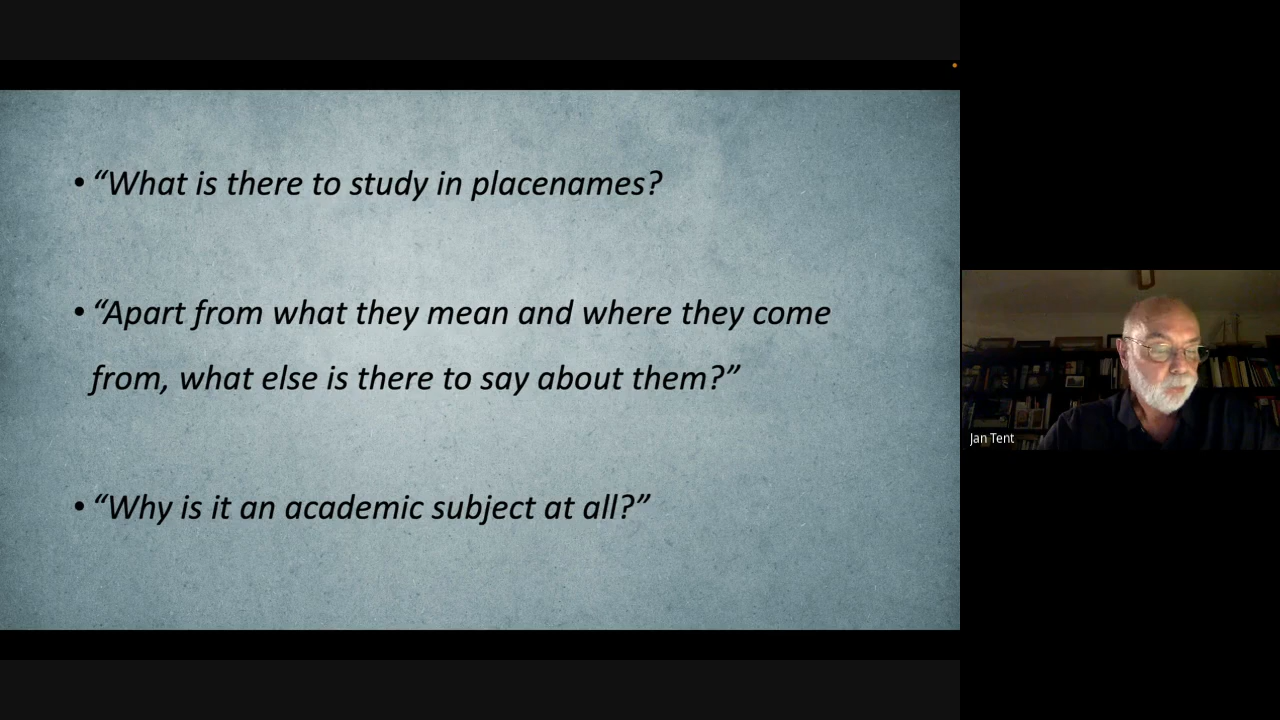 • “What is there to study in placenames?
• “Apart from what they mean and where they come
from, what else is there to say about them?”
• “Why is it an academic subject at all?”
Jan Tent